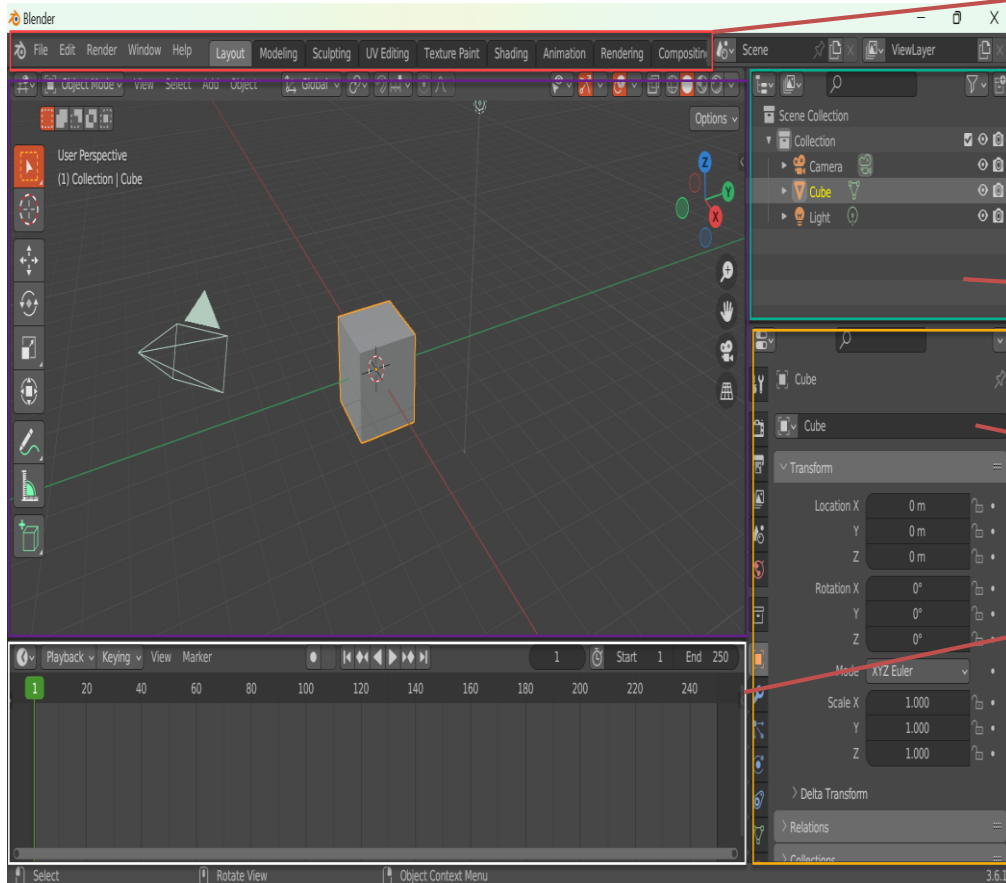 Blender
File Edit Render Window Help Layout Modeling Sculpting UV Editing Texture Paint Shading Animation Rendering Compositing Scene ViewLayer
Object Mode View Select Add Object Global
Options
User Perspective
(1) Collection | Cube
Z
Y
X
Scene Collection
Collection
Camera
Cube
Light
Cube
Cube
Transform
Location X 0 m
Y 0 m
Z 0 m
Rotation X 0°
Y 0°
Z 0°
Mode XYZ Euler
Scale X 1.000
Y 1.000
Z 1.000
Delta Transform
Relations
Collections
Playback Keying View Marker 1 Start 1 End 250
1 20 40 60 80 100 120 140 160 180 200 220 240
Select Rotate View Object Context Menu